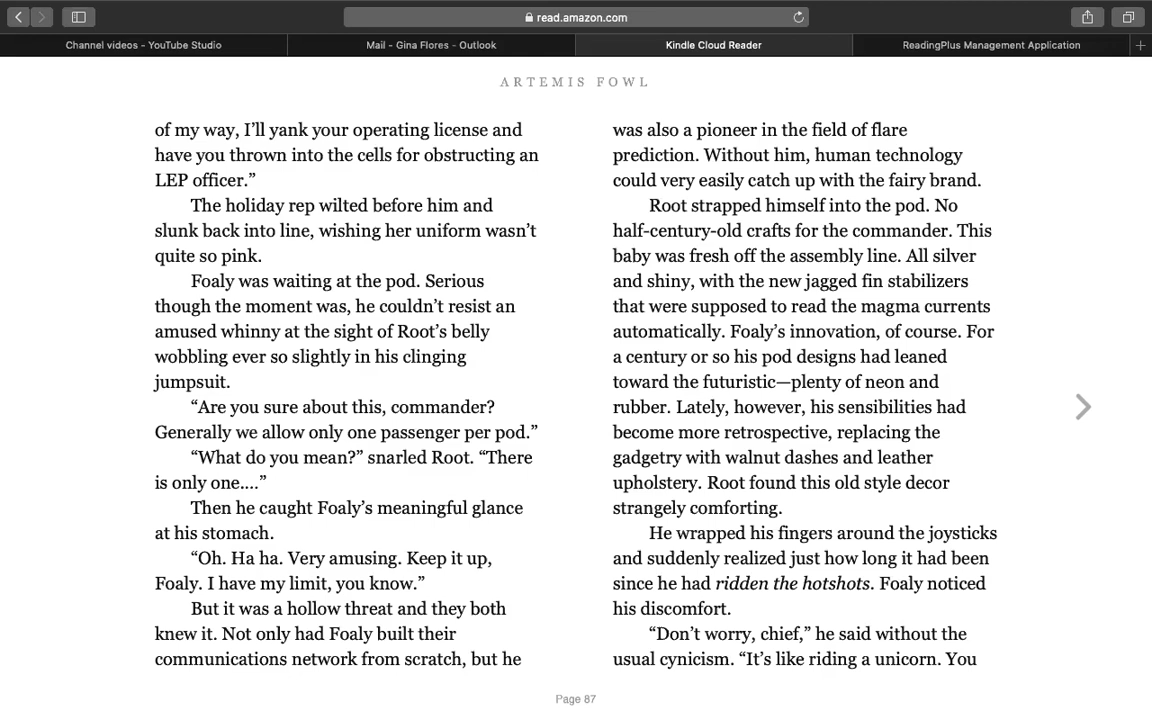 read.amazon.com
Channel videos - YouTube Studio
Mail - Gina Flores - Outlook
Kindle Cloud Reader
ReadingPlus Management Application
ARTEMIS FOWL
of my way, I’ll yank your operating license and
have you thrown into the cells for obstructing an
LEP officer.”
The holiday rep wilted before him and
slunk back into line, wishing her uniform wasn’t
quite so pink.
Foaly was waiting at the pod. Serious
though the moment was, he couldn’t resist an
amused whinny at the sight of Root’s belly
wobbling ever so slightly in his clinging
jumpsuit.
“Are you sure about this, commander?
Generally we allow only one passenger per pod.”
“What do you mean?” snarled Root. “There
is only one....”
Then he caught Foaly’s meaningful glance
at his stomach.
“Oh. Ha ha. Very amusing. Keep it up,
Foaly. I have my limit, you know.”
But it was a hollow threat and they both
knew it. Not only had Foaly built their
communications network from scratch, but he
was also a pioneer in the field of flare
prediction. Without him, human technology
could very easily catch up with the fairy brand.
Root strapped himself into the pod. No
half-century-old crafts for the commander. This
baby was fresh off the assembly line. All silver
and shiny, with the new jagged fin stabilizers
that were supposed to read the magma currents
automatically. Foaly’s innovation, of course. For
a century or so his pod designs had leaned
toward the futuristic—plenty of neon and
rubber. Lately, however, his sensibilities had
become more retrospective, replacing the
gadgetry with walnut dashes and leather
upholstery. Root found this old style decor
strangely comforting.
He wrapped his fingers around the joysticks
and suddenly realized just how long it had been
since he had ridden the hotshots. Foaly noticed
his discomfort.
“Don’t worry, chief,” he said without the
usual cynicism. “It’s like riding a unicorn. You
Page 87